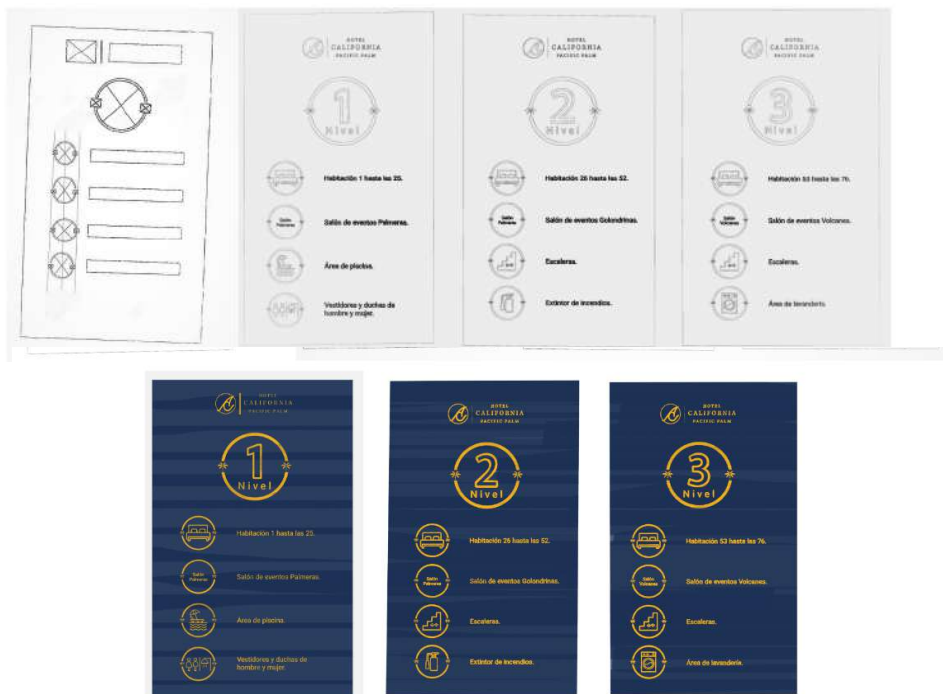 HOTEL
CALIFORNIA
PACIFIC PALM
1
Nivel
Habitación 1 hasta las 25.
Salón
Palmeras
Salón de eventos Palmeras.
Área de piscina.
Vestidores y duchas de
hombre y mujer.
HOTEL
CALIFORNIA
PACIFIC PALM
2
Nivel
Habitación 26 hasta las 52.
Salón
Palmeras
Salón de eventos Golondrinas.
Escaleras.
Extintor de incendios.
HOTEL
CALIFORNIA
PACIFIC PALM
3
Nivel
Habitación 53 hasta las 76.
Salón
Volcanes
Salón de eventos Volcanes.
Escaleras.
Área de lavandería.
HOTEL
CALIFORNIA
PACIFIC PALM
1
Nivel
Habitación 1 hasta las 25.
Salón
Palmeras
Salón de eventos Palmeras.
Área de piscina.
Vestidores y duchas de
hombre y mujer.
HOTEL
CALIFORNIA
PACIFIC PALM
2
Nivel
Habitación 26 hasta las 52.
Salón
Palmeras
Salón de eventos Golondrinas.
Escaleras.
Extintor de incendios.
HOTEL
CALIFORNIA
PACIFIC PALM
3
Nivel
Habitación 53 hasta las 76.
Salón
Volcanes
Salón de eventos Volcanes.
Escaleras.
Área de lavandería.